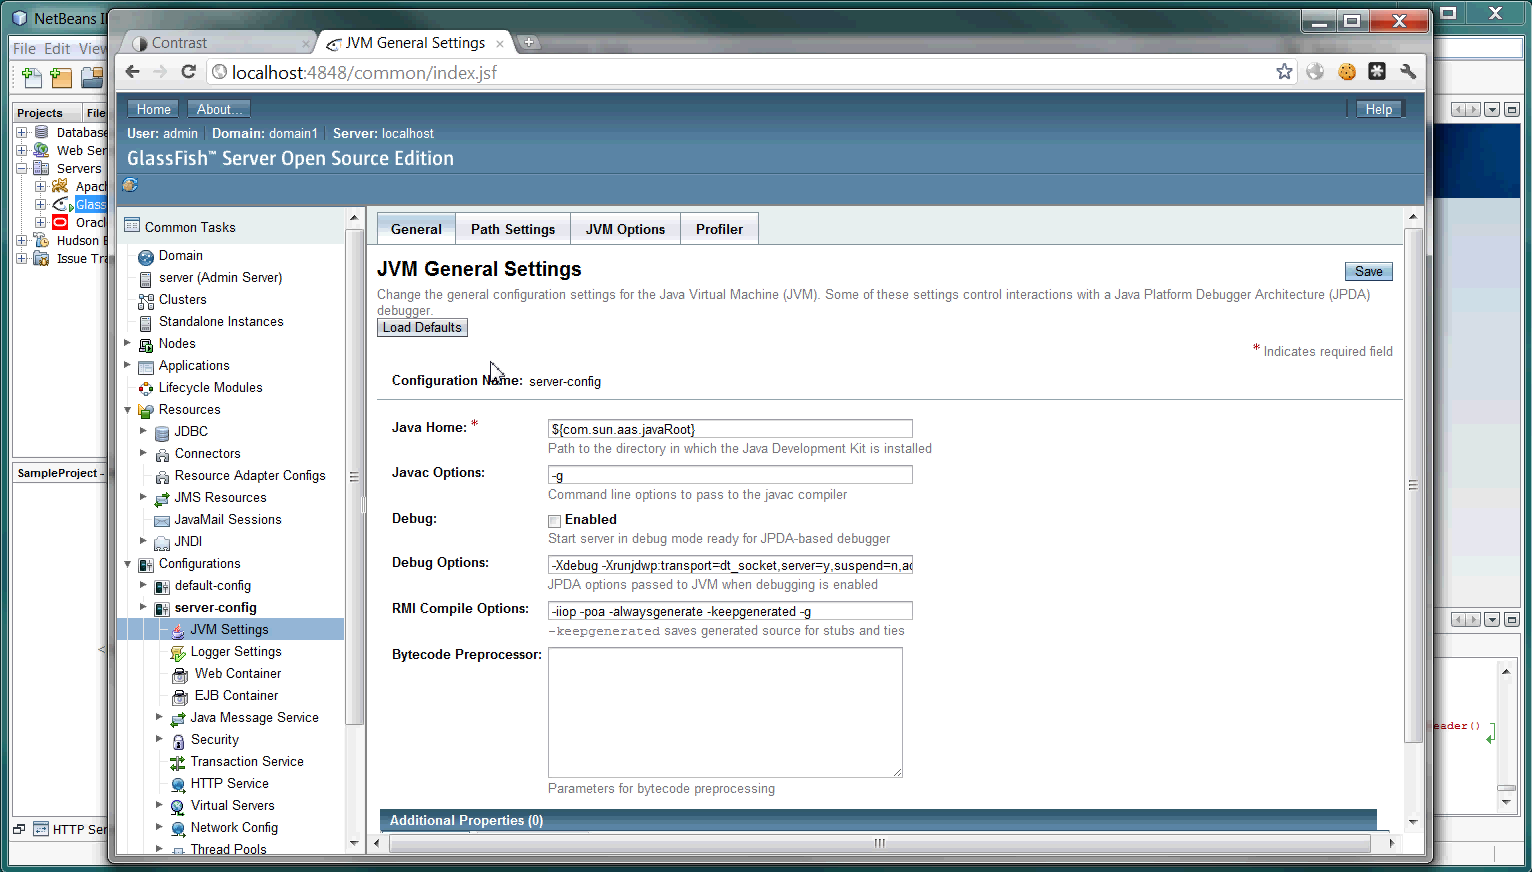 NetBeans I
File Edit View
Projects
File
Database
Web Ser
Servers
Apach
Glass
Oracle
Hudson B
Issue Tra
SampleProject -
HTTP Ser
eader()
Contrast
JVM General Settings
localhost:4848/common/index.jsf
Home
About...
Help
User: admin
Domain: domain1
Server: localhost
GlassFish™ Server Open Source Edition
Common Tasks
Domain
server (Admin Server)
Clusters
Standalone Instances
Nodes
Applications
Lifecycle Modules
Resources
JDBC
Connectors
Resource Adapter Configs
JMS Resources
JavaMail Sessions
JNDI
Configurations
default-config
server-config
JVM Settings
Logger Settings
Web Container
EJB Container
Java Message Service
Security
Transaction Service
HTTP Service
Virtual Servers
Network Config
Thread Pools
General
Path Settings
JVM Options
Profiler
JVM General Settings
Save
Change the general configuration settings for the Java Virtual Machine (JVM). Some of these settings control interactions with a Java Platform Debugger Architecture (JPDA)
debugger.
Load Defaults
* Indicates required field
Configuration Name: server-config
Java Home: *
${com.sun.aas.javaRoot}
Path to the directory in which the Java Development Kit is installed
Javac Options:
-g
Command line options to pass to the javac compiler
Debug:
Enabled
Start server in debug mode ready for JPDA-based debugger
Debug Options:
-Xdebug -Xrunjdwp:transport=dt_socket,server=y,suspend=n,ac
JPDA options passed to JVM when debugging is enabled
RMI Compile Options:
-iiop -poa -alwaysgenerate -keepgenerated -g
-keepgenerated saves generated source for stubs and ties
Bytecode Preprocessor:
Parameters for bytecode preprocessing
Additional Properties (0)